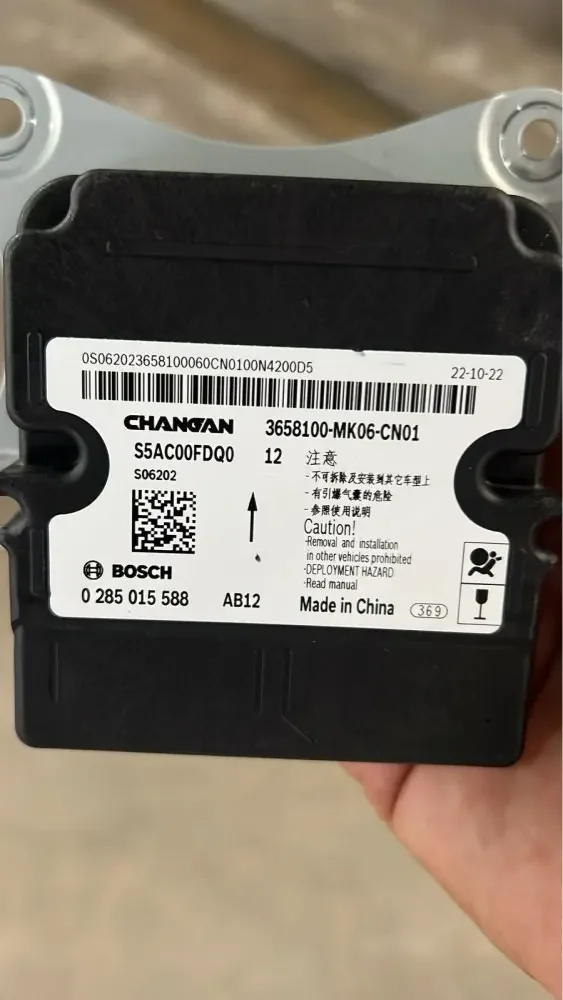 0S062023658100060CN0100N4200D5
22-10-22
CHANGAN 3658100-MK06-CN01
S5AC00FDQ0 12 注意
S06202
-不可拆除及安装到其它车型上
-有引爆气囊的危险
-参照使用说明
Caution!
-Removal and installation
in other vehicles prohibited
-DEPLOYMENT HAZARD
-Read manual
BOSCH
0 285 015 588 AB12 Made in China 369